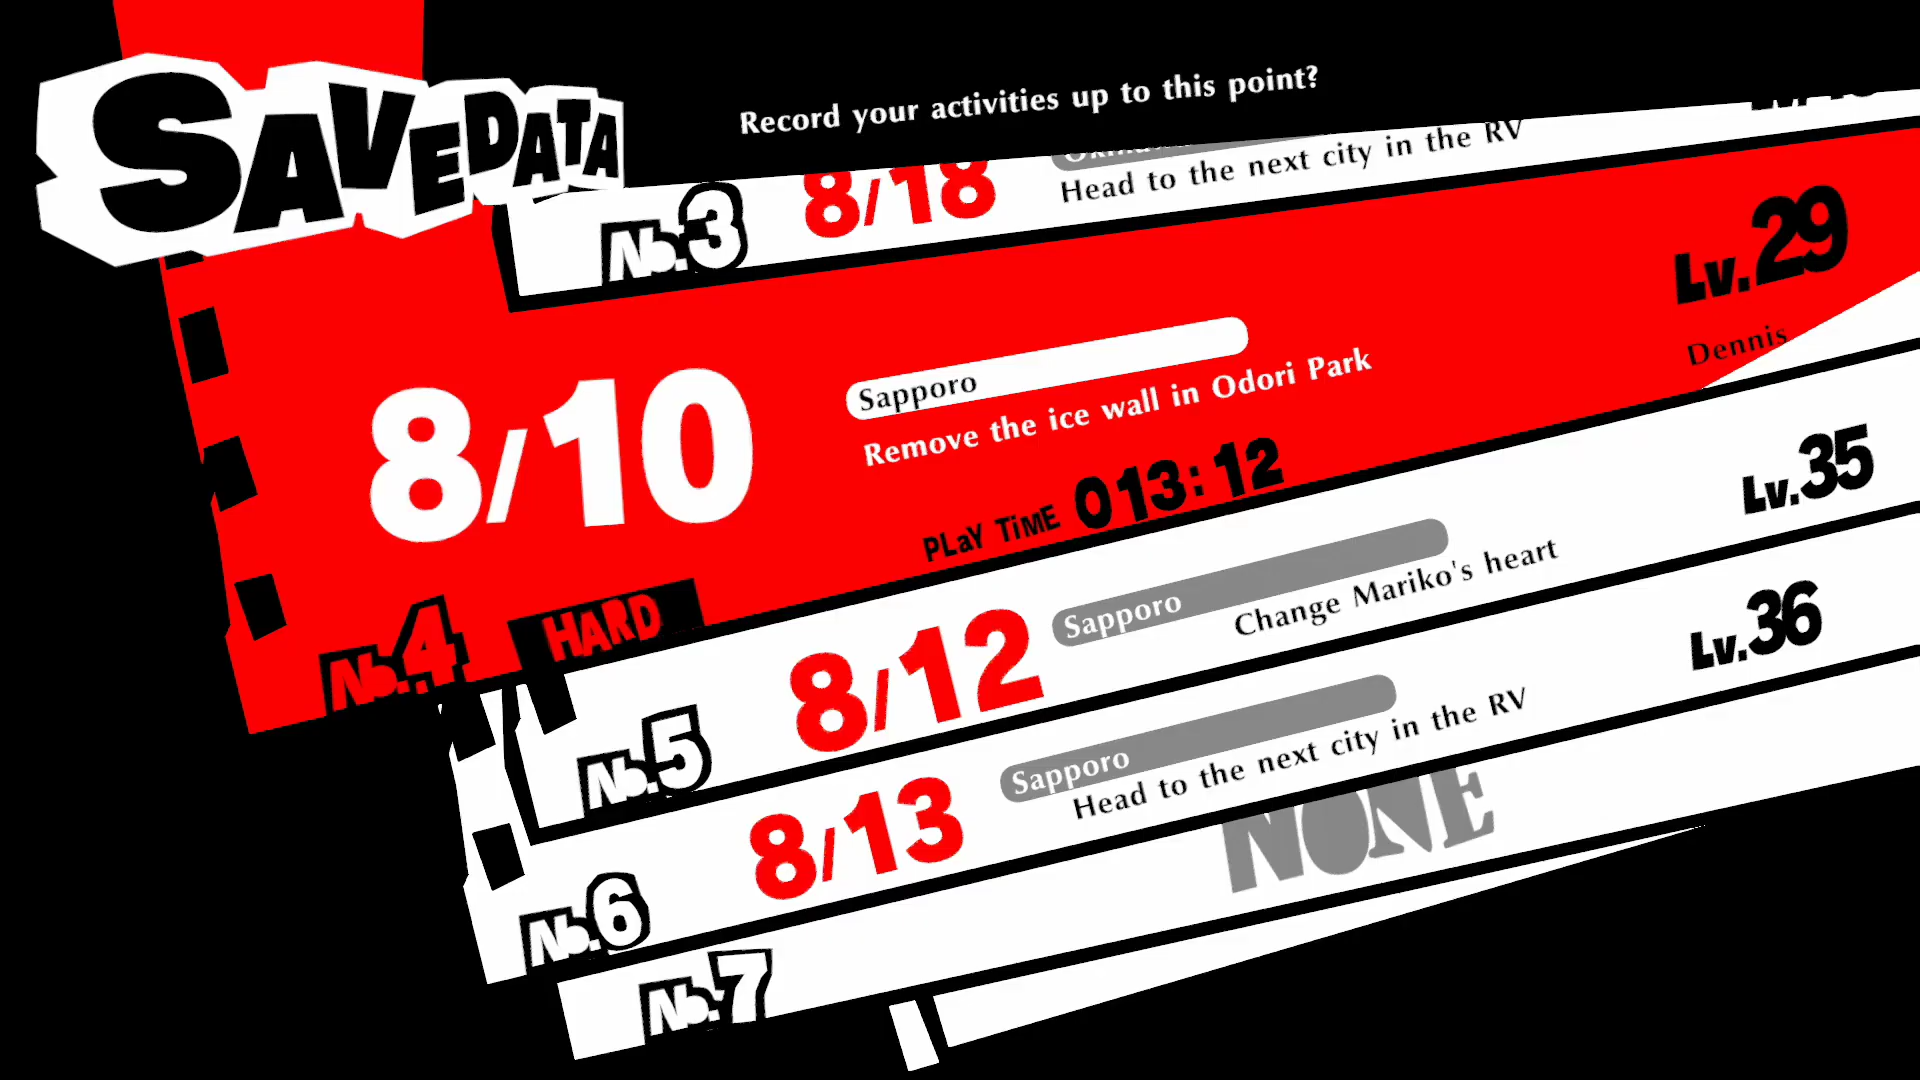 SAVEDATA
Record your activities up to this point?
No.3
8/18
Head to the next city in the RV
8/10
Sapporo
Remove the ice wall in Odori Park
PLaY TiME 013:12
Lv.29
Dennis
No.4
HARD
No.5
8/12
Sapporo
Change Mariko's heart
Lv.35
No.6
8/13
Sapporo
Head to the next city in the RV
Lv.36
No.7
NONE